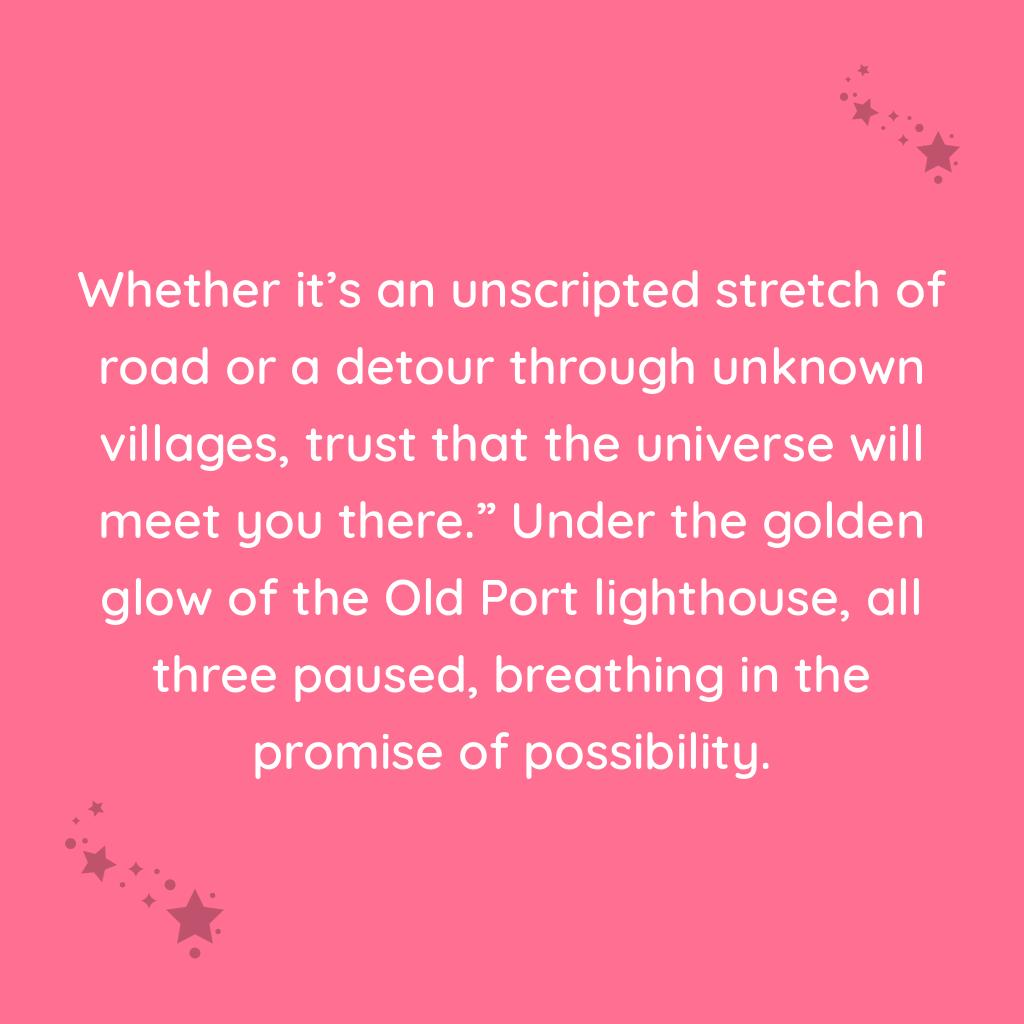 Whether it’s an unscripted stretch of
road or a detour through unknown
villages, trust that the universe will
meet you there.” Under the golden
glow of the Old Port lighthouse, all
three paused, breathing in the
promise of possibility.